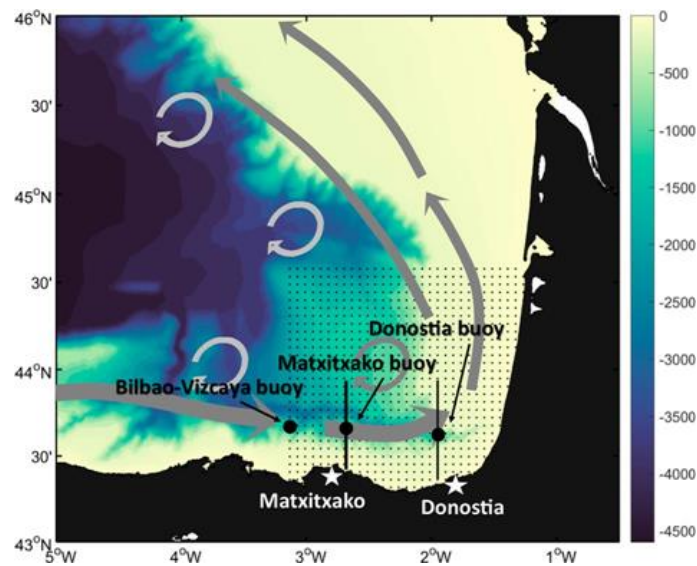 46°N
30'
45°N
30'
44°N
30'
43°N
5°W
4°W
3°W
2°W
1°W
0
-500
-1000
-1500
-2000
-2500
-3000
-3500
-4000
-4500
Donostia buoy
Matxitxako buoy
Bilbao-Vizcaya buoy
Matxitxako
Donostia